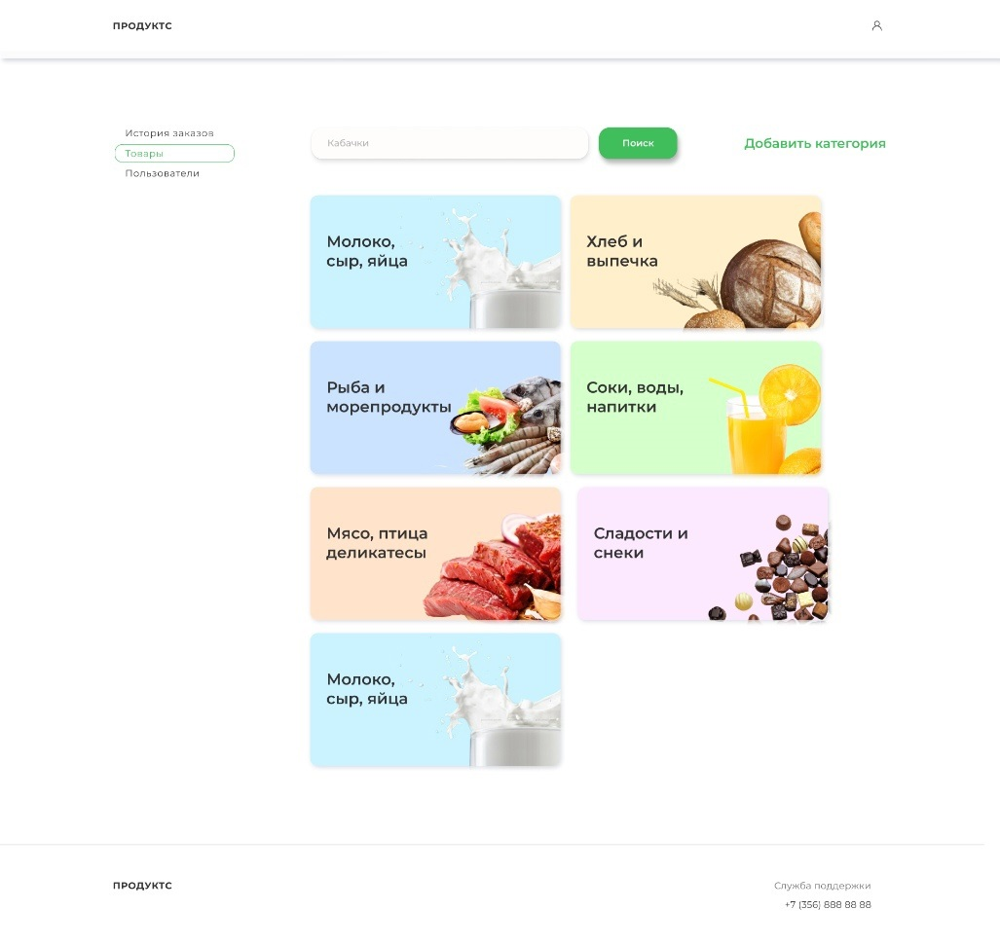 ПРОДУКТС
История заказов
Товары
Пользователи
Кабачки
Поиск
Добавить категория
Молоко,
сыр, яйца
Хлеб и
выпечка
Рыба и
морепродукты
Соки, воды,
напитки
Мясо, птица
деликатесы
Сладости и
снеки
Молоко,
сыр, яйца
ПРОДУКТС
Служба поддержки
+7 (356) 888 88 88